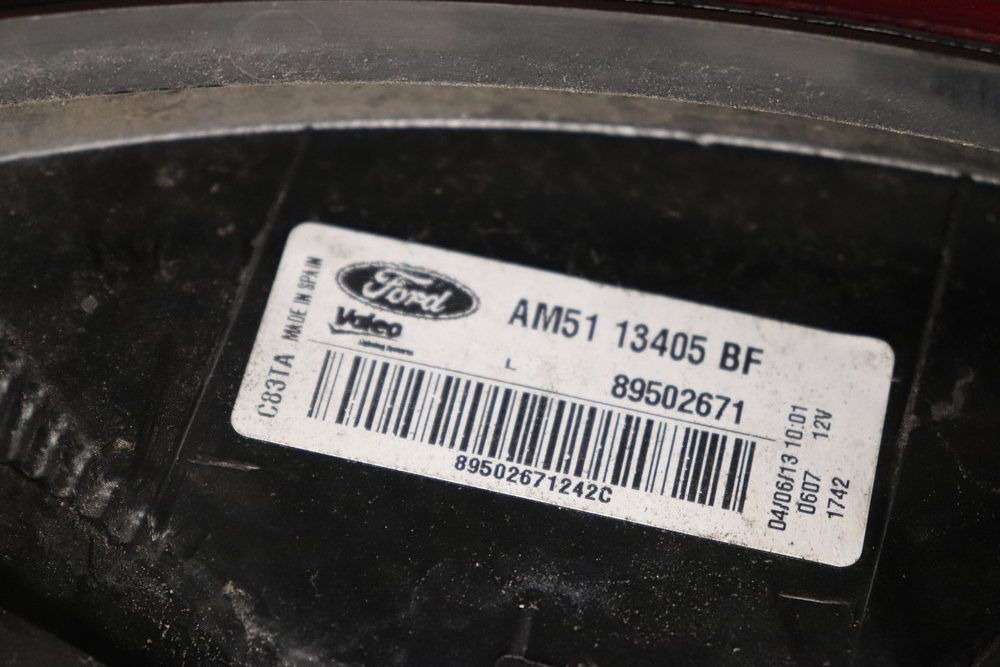 Ford
AM51 13405 BF
Valeo
L
89502671
89502671242C
C83TA MADE IN SPAIN
04/06/13 10:01
0607 12V
1742